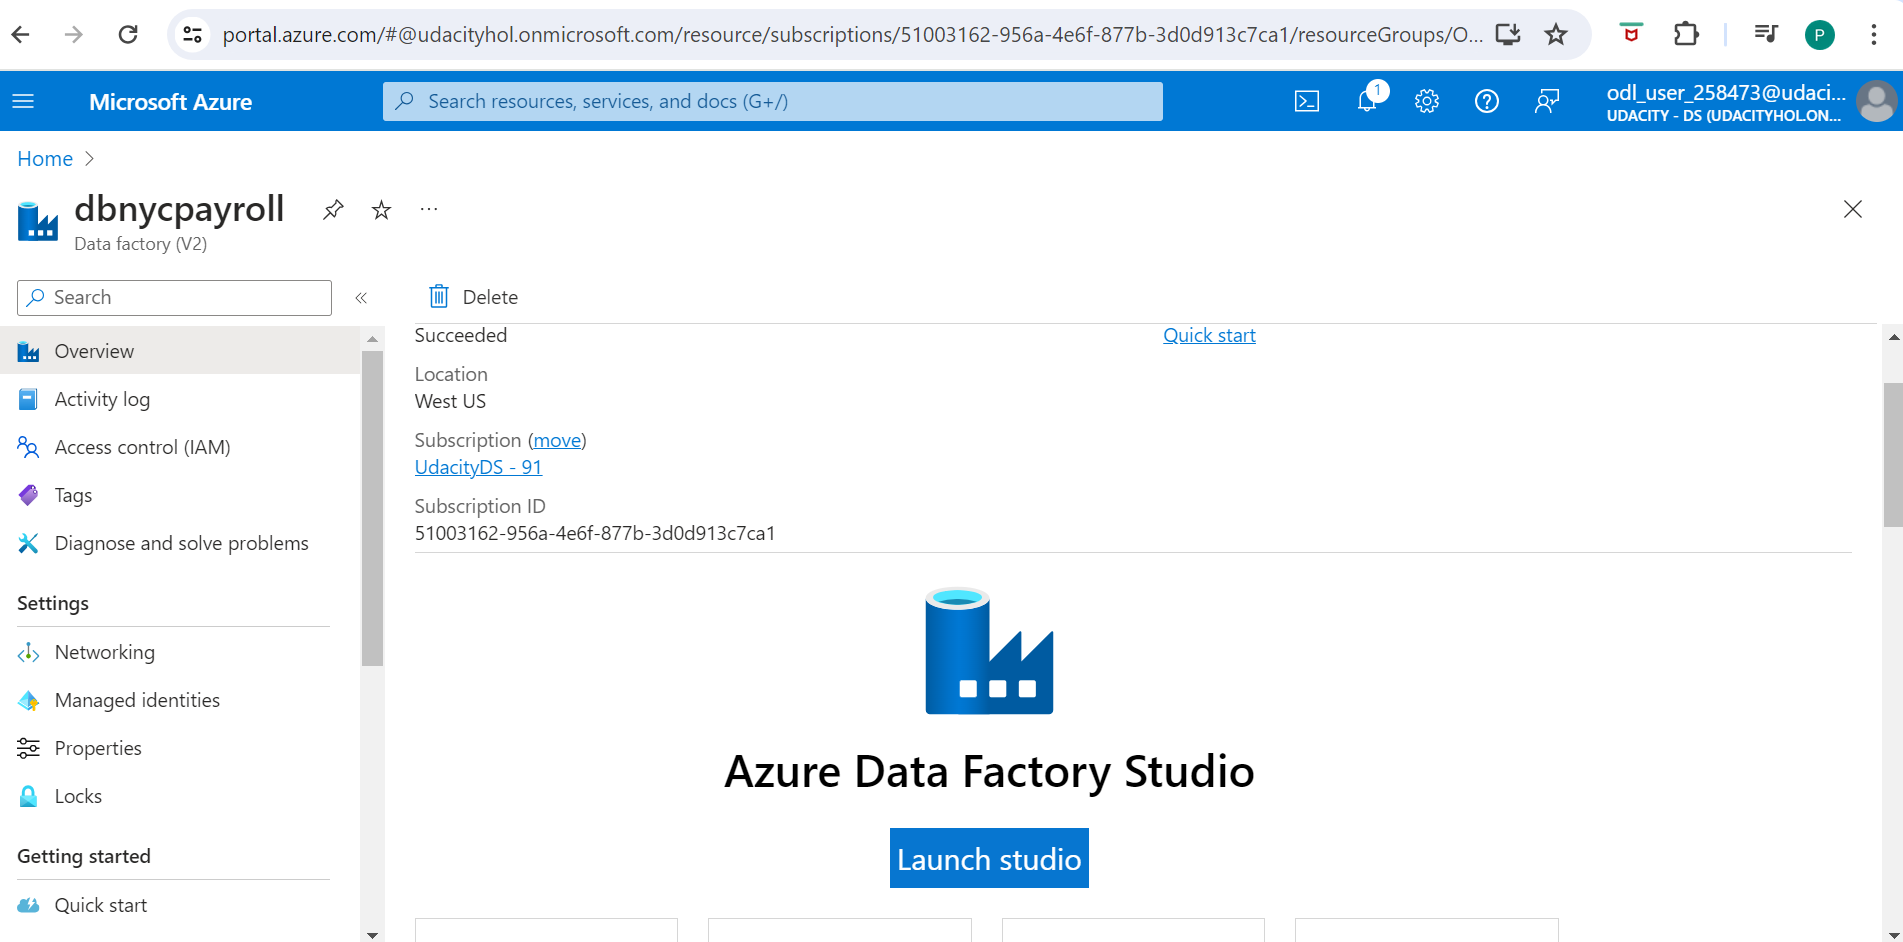 portal.azure.com/#@udacityhol.onmicrosoft.com/resource/subscriptions/51003162-956a-4e6f-877b-3d0d913c7ca1/resourceGroups/O...
P
Microsoft Azure
Search resources, services, and docs (G+/)
1
odl_user_258473@udaci...
UDACITY - DS (UDACITYHOL.ON...
Home
dbnycpayroll
...
Data factory (V2)
Search
«
Delete
Overview
Activity log
Access control (IAM)
Tags
Diagnose and solve problems
Settings
Networking
Managed identities
Properties
Locks
Getting started
Quick start
Succeeded
Quick start
Location
West US
Subscription (move)
UdacityDS - 91
Subscription ID
51003162-956a-4e6f-877b-3d0d913c7ca1
Azure Data Factory Studio
Launch studio